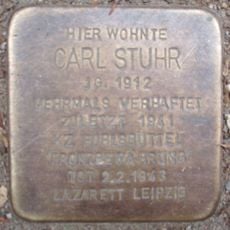 HIER WOHNTE
CARL STUHR
JG. 1912
MEHRMALS VERHAFTET
ZULETZT 1941
KZ FUHLSBÜTTEL
FRONTBEWÄHRUNG
TOT 2.2.1943
LAZARETT LEIPZIG